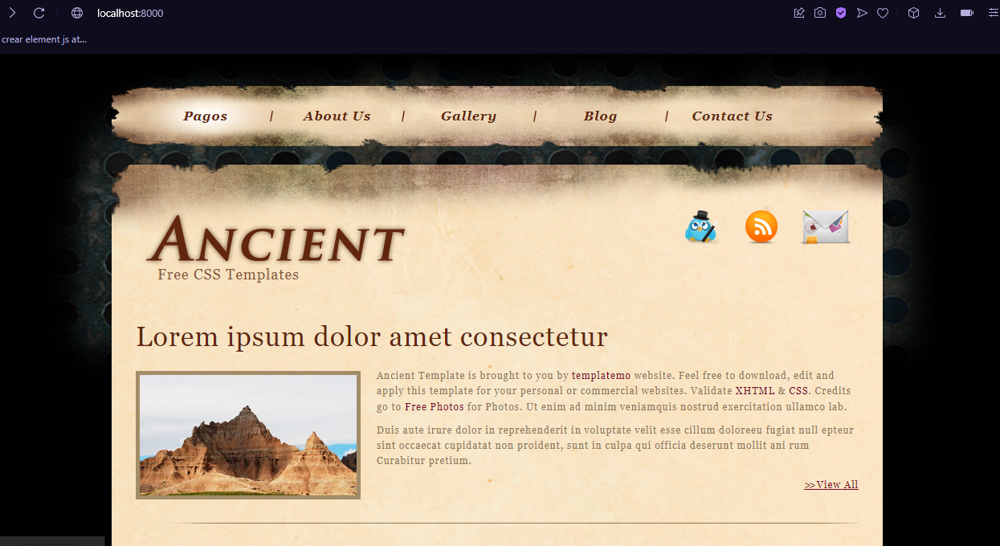 localhost:8000
crear element js at...
Pagos | About Us | Gallery | Blog | Contact Us
Ancient
Free CSS Templates
Lorem ipsum dolor amet consectetur
Ancient Template is brought to you by templatemo website. Feel free to download, edit and
apply this template for your personal or commercial websites. Validate XHTML & CSS. Credits
go to Free Photos for Photos. Ut enim ad minim veniamquis nostrud exercitation ullamco lab.
Duis aute irure dolor in reprehenderit in voluptate velit esse cillum doloreeu fugiat null epteur
sint occaecat cupidatat non proident, sunt in culpa qui officia deserunt mollit ani rum
Curabitur pretium.
>>View All